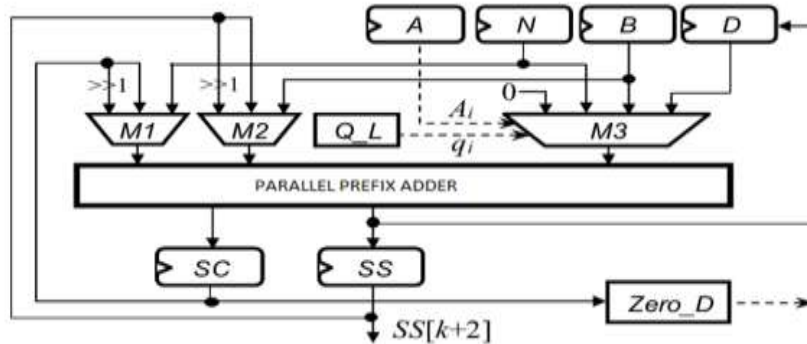 A N B D
>>1 >>1 0
M1 M2 Q_L A_i q_i M3
PARALLEL PREFIX ADDER
SC SS
Zero_D
SS[k+2]